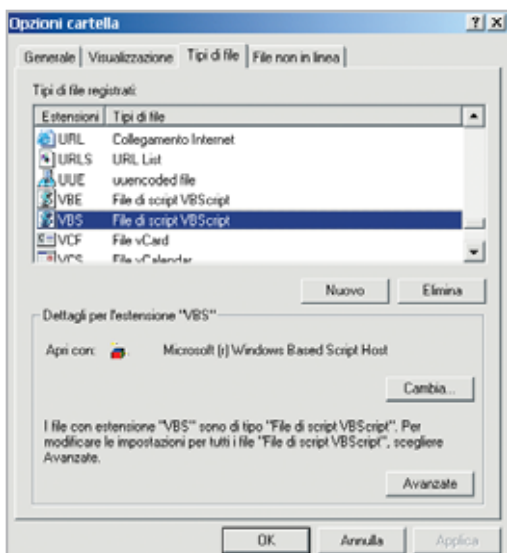 Opzioni cartella
Generale Visualizzazione Tipi di file File non in linea
Tipi di file registrati:
Estensioni Tipi di file
URL Collegamento Internet
URLS URL List
UUE uuencoded file
VBE File di script VBScript
VBS File di script VBScript
VCF File vCard
VCS File vCalendar
Nuovo Elimina
Dettagli per l'estensione "VBS"
Apri con: Microsoft (r) Windows Based Script Host
Cambia...
I file con estensione "VBS" sono di tipo "File di script VBScript". Per
modificare le impostazioni per tutti i file "File di script VBScript", scegliere
Avanzate.
Avanzate
OK Annulla Applica